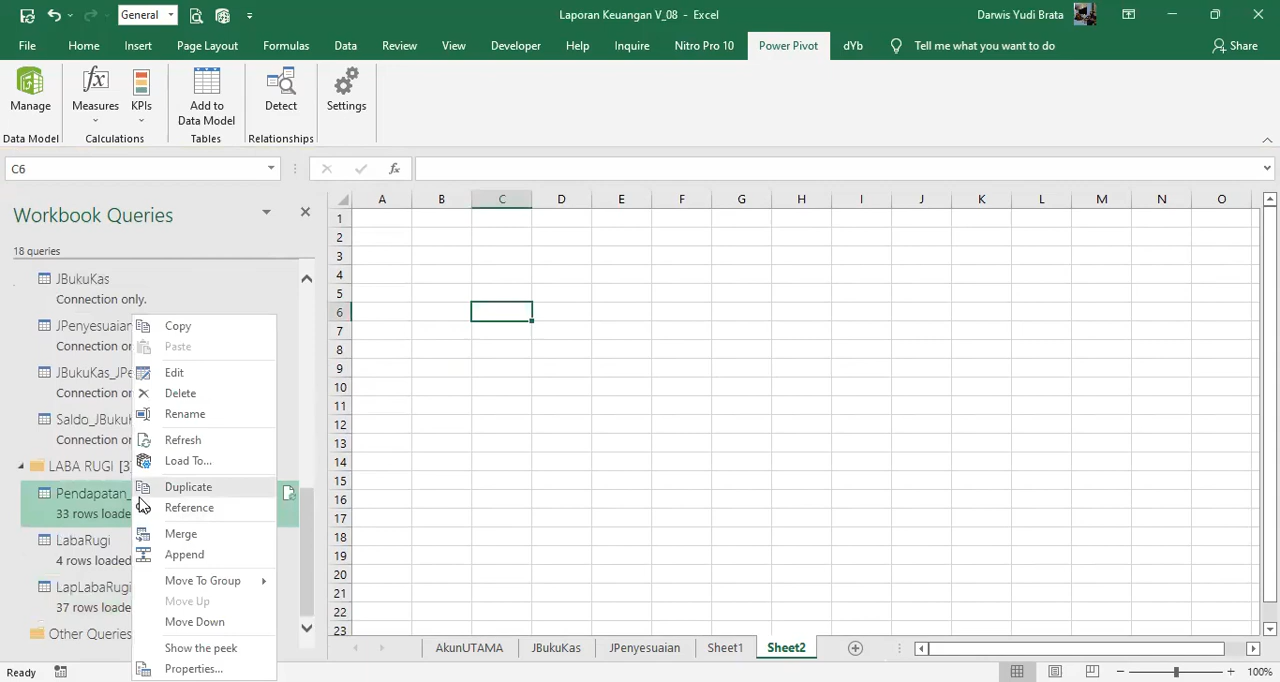 General
Laporan Keuangan V_08 - Excel
Darwis Yudi Brata
File Home Insert Page Layout Formulas Data Review View Developer Help Inquire Nitro Pro 10 Power Pivot dYb Tell me what you want to do Share
Manage
Measures
KPIs
Add to
Data Model
Detect
Settings
Data Model Calculations Tables Relationships
C6
fx
Workbook Queries
18 queries
A B C D E F G H I J K L M N O
1
2
3
4
5
6
7
8
9
10
11
12
13
14
15
16
17
18
19
20
21
22
23
JBukuKas
Connection only.
JPenyesuaian
Connection on
JBukuKas_JPe
Connection on
Saldo_JBuku
Connection on
LABA RUGI [3]
Pendapatan_
33 rows loade
LabaRugi
4 rows loaded
LapLabaRugi
37 rows loade
Other Queries
Copy
Paste
Edit
Delete
Rename
Refresh
Load To...
Duplicate
Reference
Merge
Append
Move To Group
Move Up
Move Down
Show the peek
Properties...
AkunUTAMA JBukuKas JPenyesuaian Sheet1 Sheet2
Ready
100%